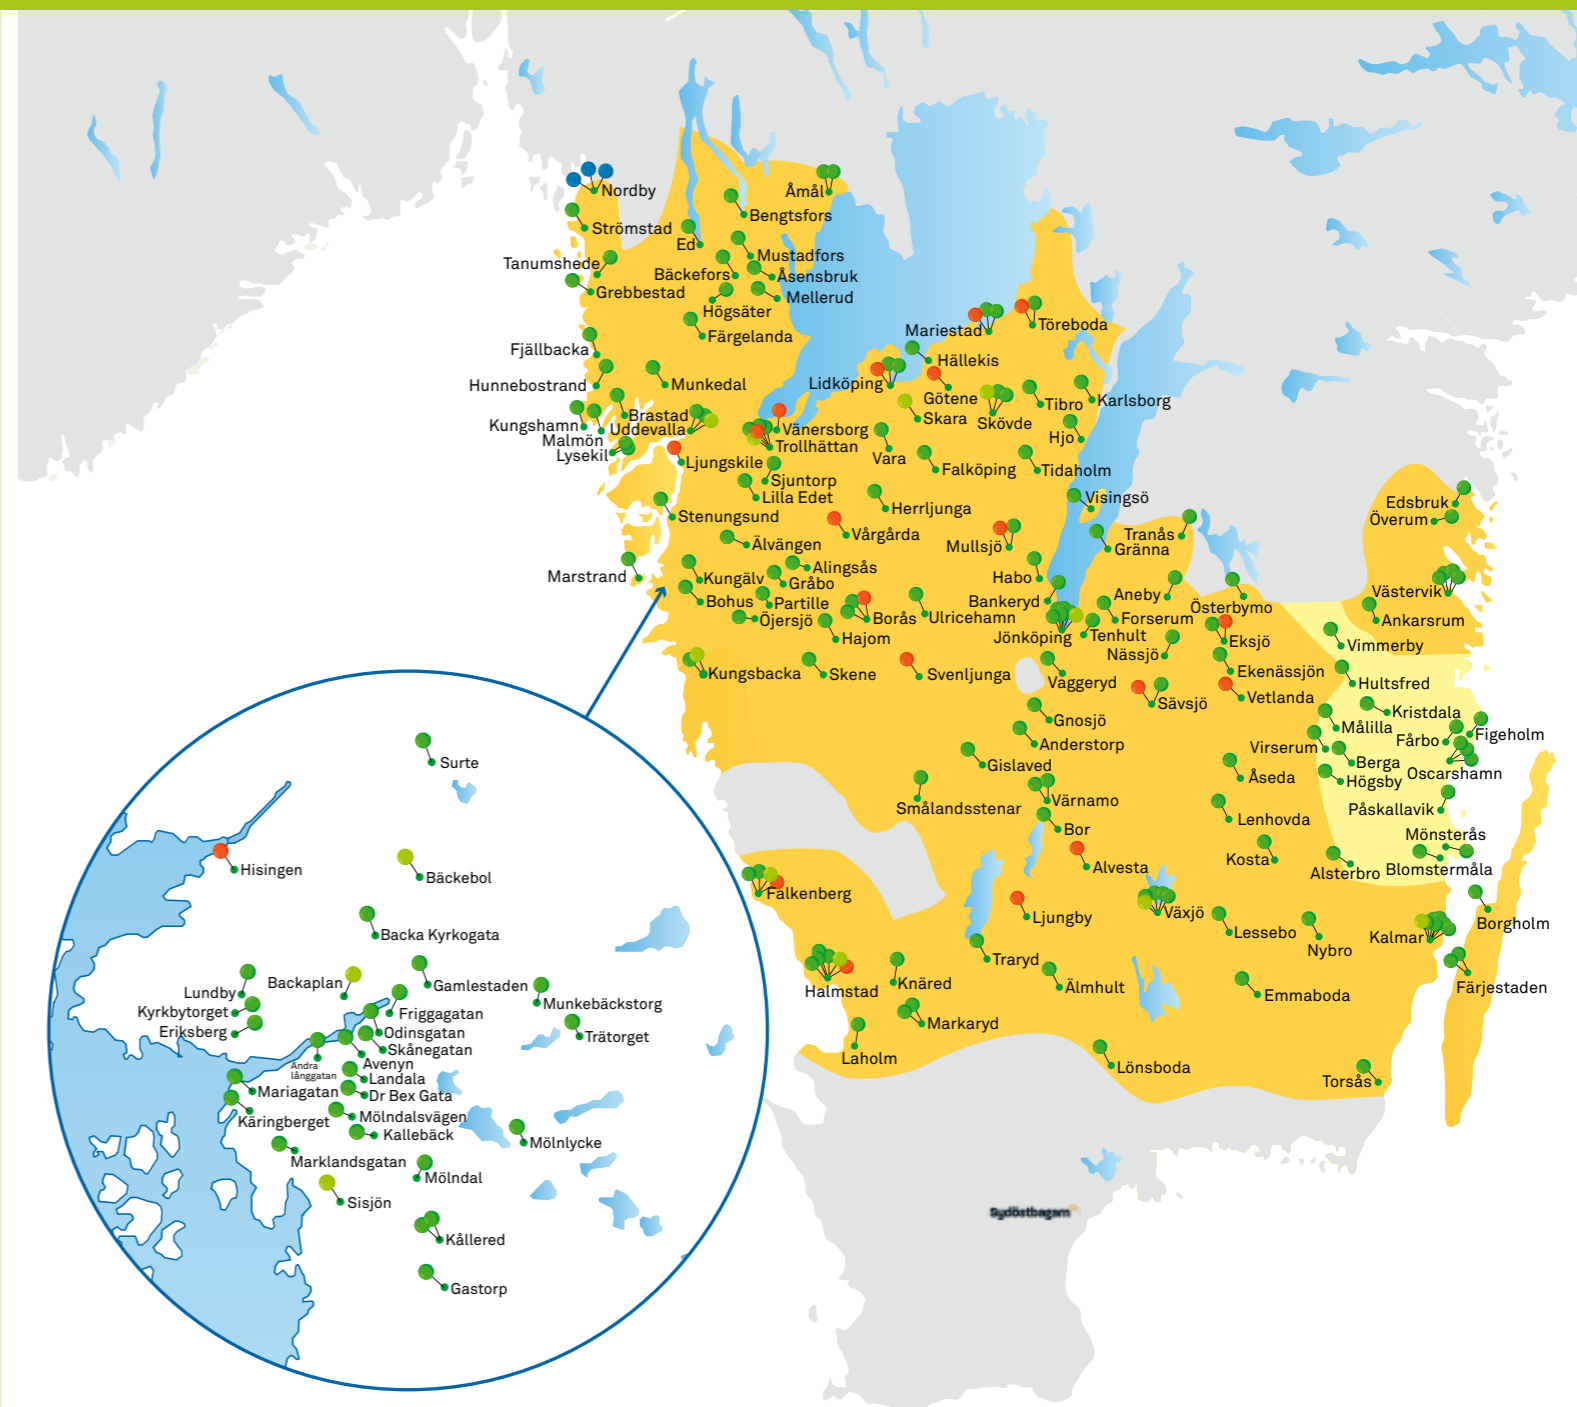 Nordby
Åmål
Bengtsfors
Strömstad
Ed
Mustadfors
Tanumshede
Bäckefors
Åsensbruk
Grebbestad
Mellerud
Högsäter
Färgelanda
Mariestad
Töreboda
Fjällbacka
Hällekis
Hunnebostrand
Munkedal
Lidköping
Götene
Karlsborg
Tibro
Skara
Skövde
Brastad
Kungshamn
Uddevalla
Vänersborg
Malmön
Trollhättan
Hjo
Lysekil
Ljungskile
Vara
Falköping
Tidaholm
Sjuntorp
Lilla Edet
Visingsö
Edsbruk
Herrljunga
Stenungsund
Överum
Vårgårda
Tranås
Älvängen
Mullsjö
Gränna
Alingsås
Marstrand
Kungälv
Gråbo
Habo
Aneby
Västervik
Bohus
Partille
Bankeryd
Österbymo
Öjersjö
Borås
Ulricehamn
Forserum
Ankarsrum
Hajom
Jönköping
Tenhult
Eksjö
Vimmerby
Nässjö
Kungsbacka
Skene
Svenljunga
Vaggeryd
Ekenässjön
Hultsfred
Sävsjö
Vetlanda
Kristdala
Gnosjö
Målilla
Figeholm
Anderstorp
Virserum
Fårbo
Gislaved
Berga
Oscarshamn
Åseda
Högsby
Smålandsstenar
Värnamo
Påskallavik
Lenhovda
Bor
Mönsterås
Kosta
Alvesta
Alsterbro
Blomstermåla
Falkenberg
Ljungby
Växjö
Lessebo
Nybro
Kalmar
Borgholm
Traryd
Knäred
Halmstad
Älmhult
Emmaboda
Färjestaden
Markaryd
Laholm
Lönsboda
Torsås
Sydöstbagarn
Surte
Hisingen
Bäckebol
Backa Kyrkogata
Backaplan
Gamlestaden
Lundby
Munkebäckstorg
Kyrkbytorget
Friggagatan
Eriksberg
Odinsgatan
Trätorget
Skånegatan
Andra
långgatan
Avenyn
Landala
Mariagatan
Dr Bex Gata
Käringberget
Mölndalsvägen
Kallebäck
Mölnlycke
Marklandsgatan
Mölndal
Sisjön
Kållered
Gastorp